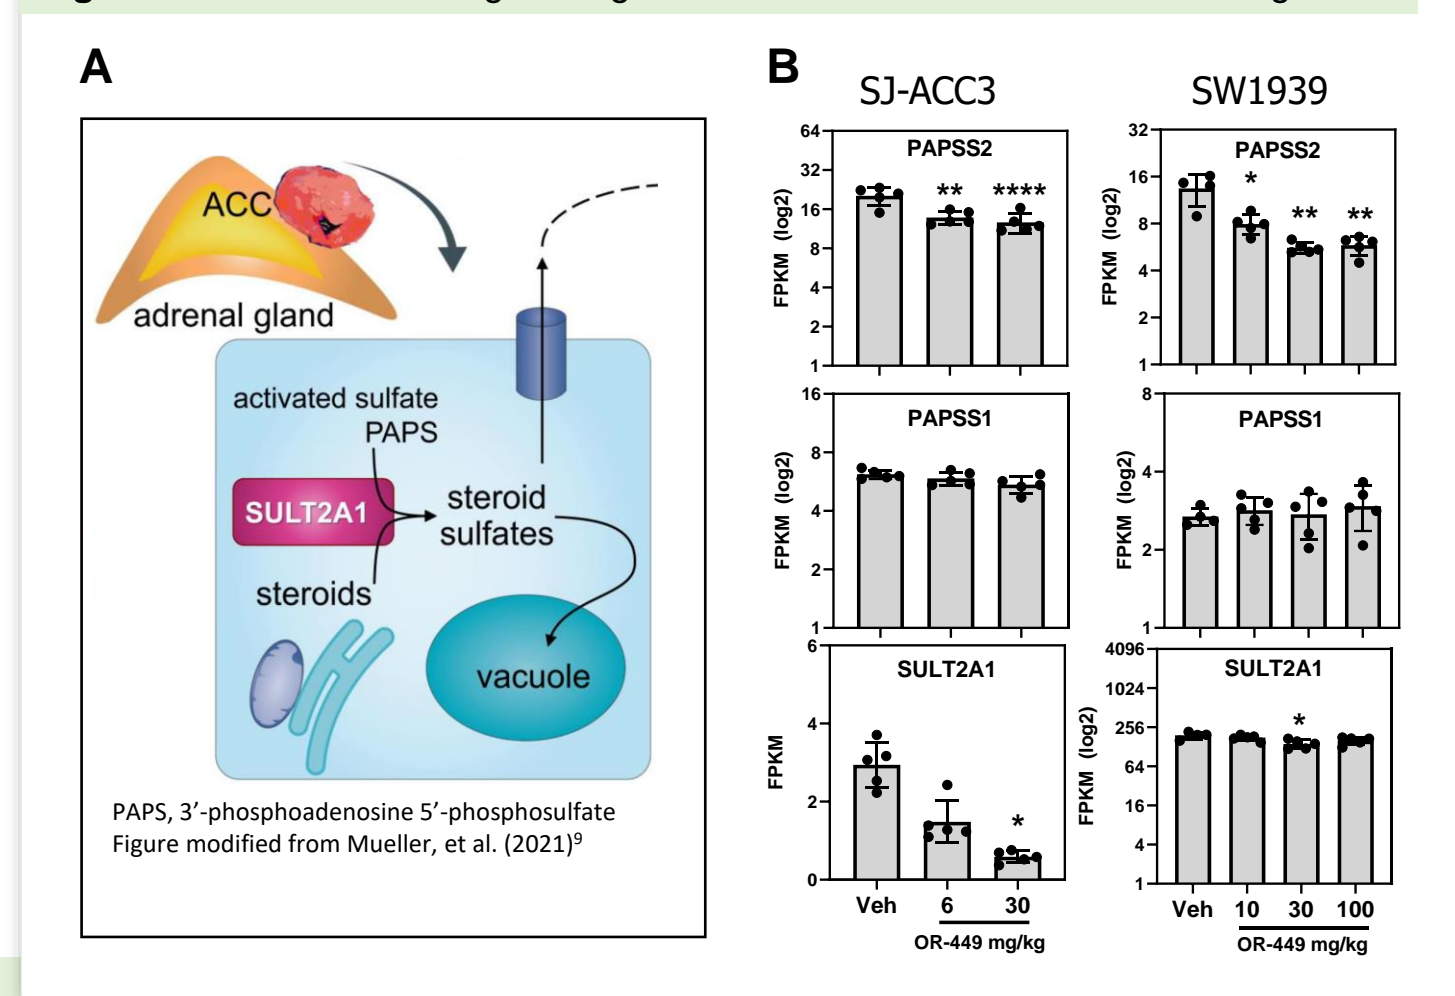 A
ACC
adrenal gland
activated sulfate
PAPS
SULT2A1
steroid
sulfates
steroids
vacuole
PAPS, 3’-phosphoadenosine 5’-phosphosulfate
Figure modified from Mueller, et al. (2021)9
B
SJ-ACC3
SW1939
64
32
16
8
4
2
1
FPKM (log2)
PAPSS2
**
****
32
16
8
4
2
1
FPKM (log2)
PAPSS2
*
**
**
16
8
4
2
1
FPKM (log2)
PAPSS1
8
4
2
1
FPKM (log2)
PAPSS1
6
4
2
0
FPKM
SULT2A1
*
Veh 6 30
OR-449 mg/kg
4096
1024
256
64
16
4
1
FPKM (log2)
SULT2A1
*
Veh 10 30 100
OR-449 mg/kg